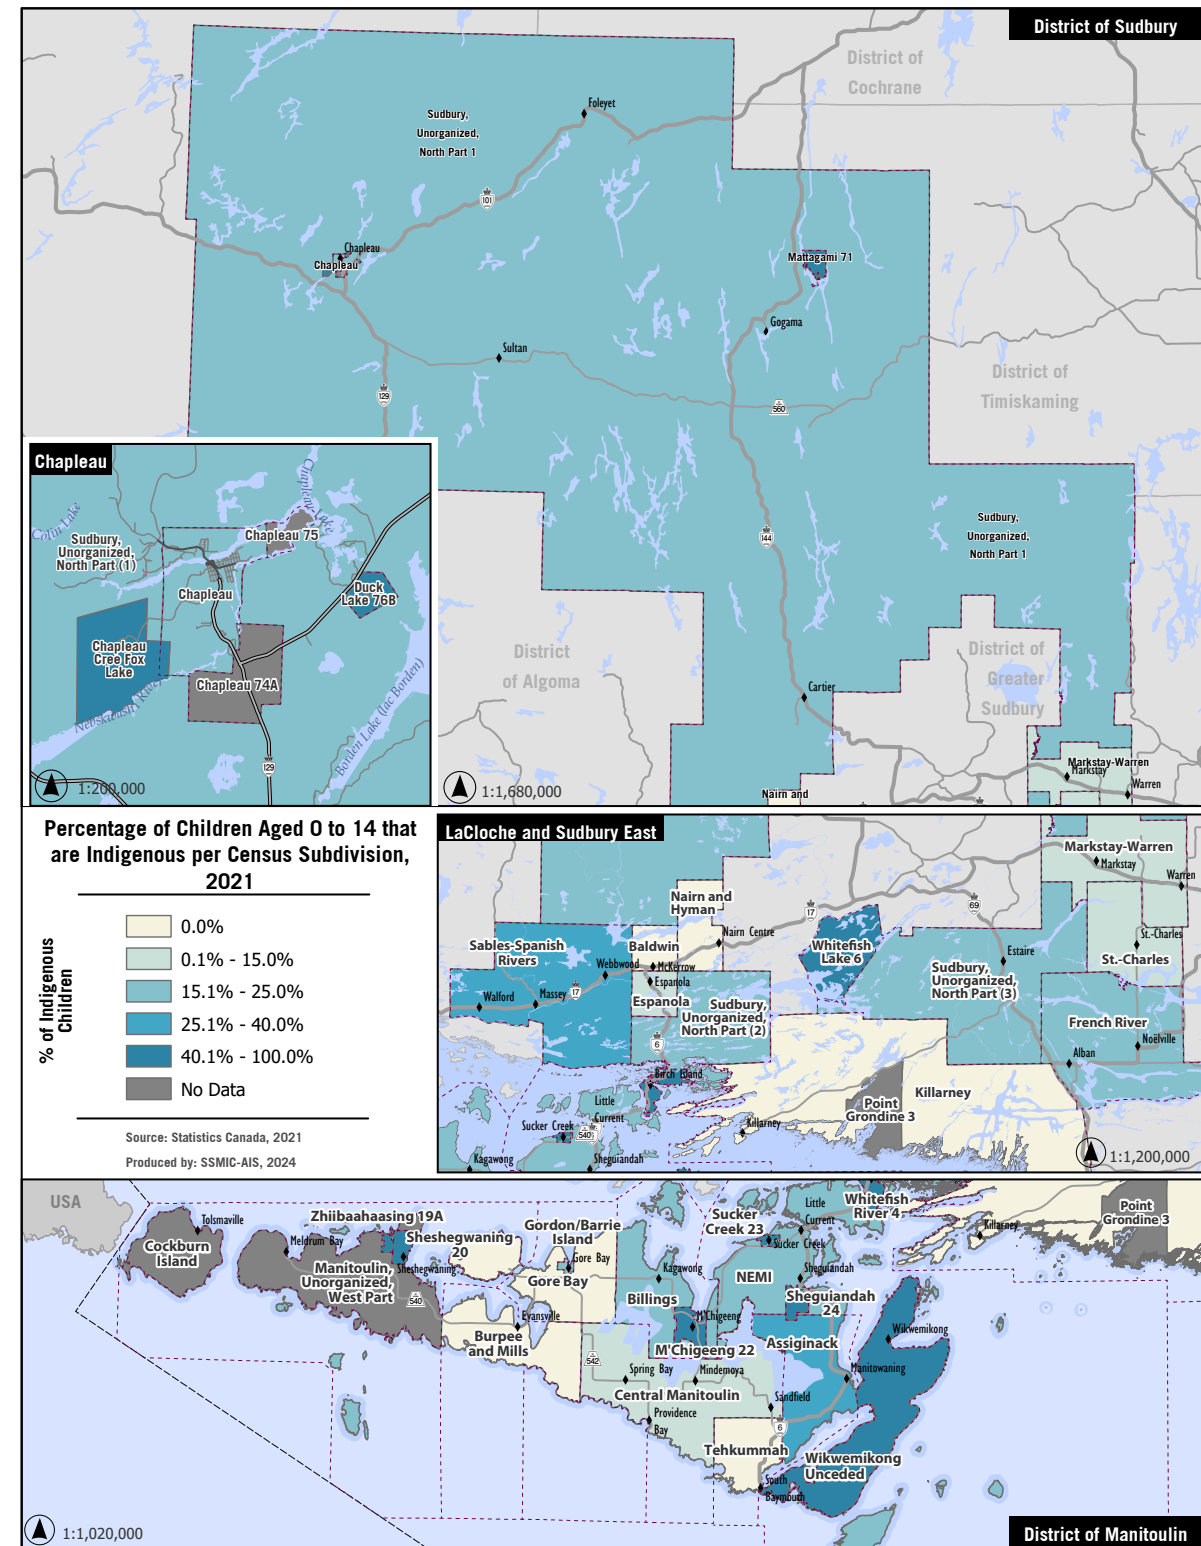 District of Sudbury
District of
Cochrane
Foleyet
Sudbury,
Unorganized,
North Part 1
101
Chapleau
Chapleau
Mattagami 71
Gogama
Sultan
District of
Timiskaming
129
560
Sudbury,
Unorganized,
North Part 1
144
District
of Algoma
District of
Greater
Sudbury
Cartier
Markstay-Warren
Markstay
Warren
Nairn and
1:1,680,000
Chapleau
Colin Lake
Chapleau Lake
Sudbury,
Unorganized,
North Part (1)
Chapleau 75
Chapleau
Duck
Lake 76B
Chapleau
Cree Fox
Lake
Chapleau 74A
Nebskwashi River
Borden Lake (lac Borden)
129
1:200,000
Percentage of Children Aged 0 to 14 that
are Indigenous per Census Subdivision,
2021
% of Indigenous
Children
0.0%
0.1% - 15.0%
15.1% - 25.0%
25.1% - 40.0%
40.1% - 100.0%
No Data
Source: Statistics Canada, 2021
Produced by: SSMIC-AIS, 2024
LaCloche and Sudbury East
Markstay-Warren
Markstay
Warren
Nairn and
Hyman
17
69
Sables-Spanish
Rivers
Baldwin
Nairn Centre
Whitefish
Lake 6
St.-Charles
Estaire
St.-Charles
Webbwood
McKerrow
Espanola
Sudbury,
Unorganized,
North Part (3)
Walford
Massey
17
Espanola
Sudbury,
Unorganized,
North Part (2)
French River
6
Noëlville
Alban
Birch Island
Little
Current
Killarney
Point
Grondine 3
Sucker Creek
540
Killarney
Kagawong
Sheguiandah
1:1,200,000
USA
Tolsmaville
Cockburn
Island
Zhiibaahaasing 19A
Meldrum Bay
Sheshegwaning
20
Sheshegwaning
Manitoulin,
Unorganized,
West Part
540
Gordon/Barrie
Island
Gore Bay
Gore Bay
Evansville
Burpee
and Mills
542
Kagawong
Billings
M'Chigeeng
M'Chigeeng 22
Sucker
Creek 23
Sucker Creek
Little
Current
Whitefish
River 4
Killarney
Point
Grondine 3
NEMI
Sheguiandah
Sheguiandah
24
Assiginack
Wikwemikong
Manitowaning
Spring Bay
Mindemoya
Central Manitoulin
Sandfield
Providence
Bay
6
Tehkummah
Wikwemikong
Unceded
South
Baymouth
1:1,020,000
District of Manitoulin